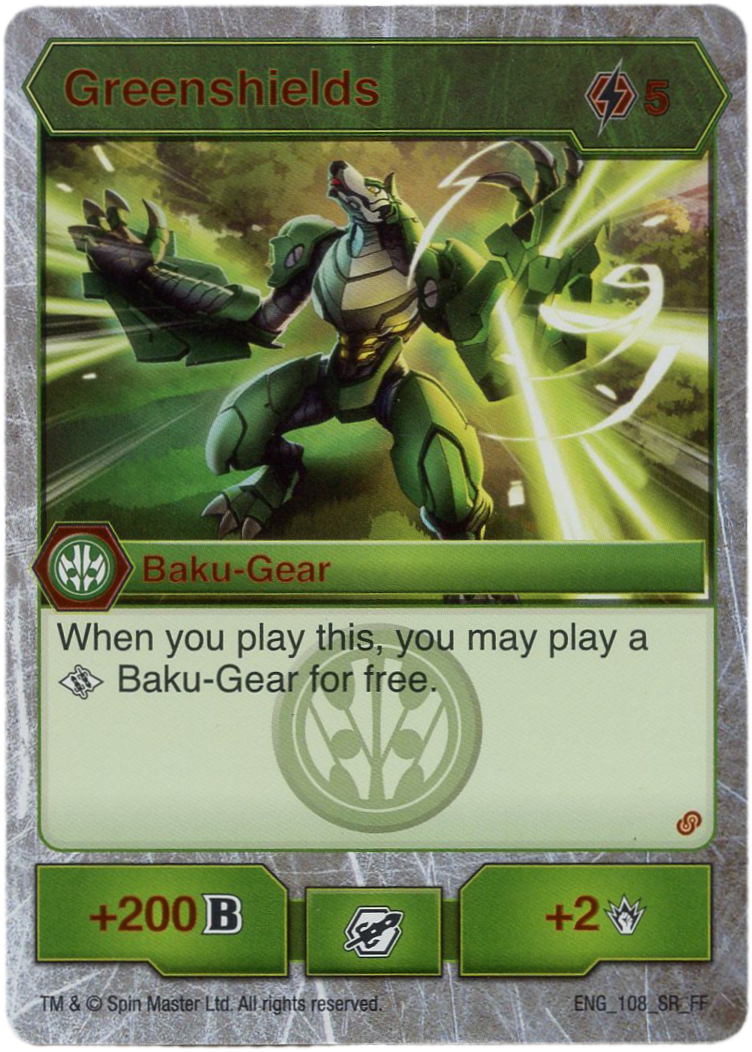 Greenshields
5
Baku-Gear
When you play this, you may play a
Baku-Gear for free.
+200 B
+2
TM & © Spin Master Ltd. All rights reserved.
ENG_108_SR_FF